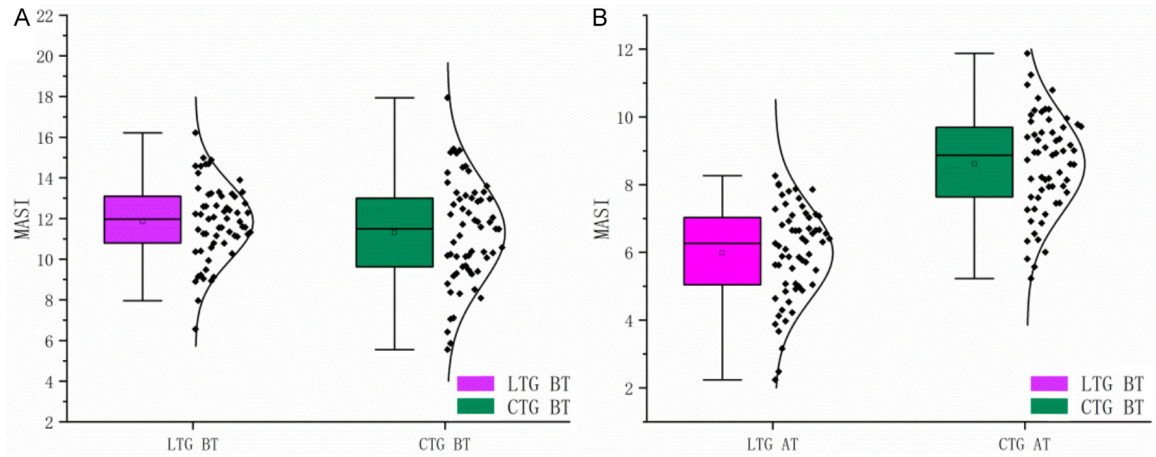 A
22
20
18
16
14
12
10
8
6
4
2
MASI
LTG BT
CTG BT
LTG BT
CTG BT
B
12
10
8
6
4
2
MASI
LTG BT
CTG BT
LTG AT
CTG AT